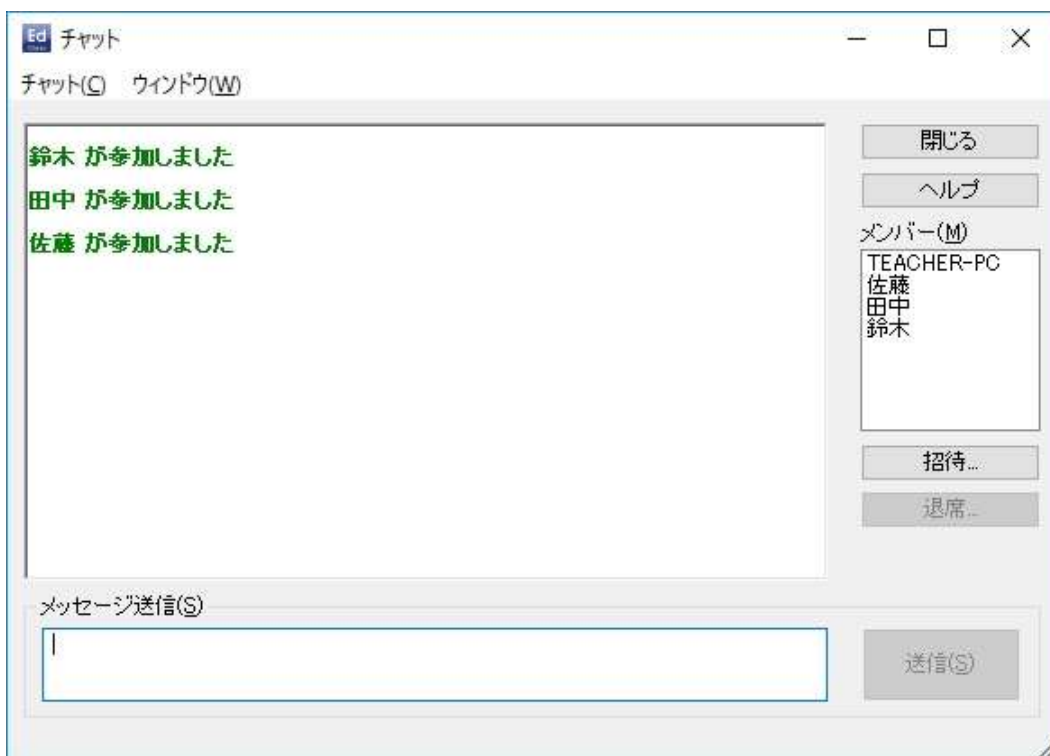 Ed チャット
チャット(C) ウィンドウ(W)
鈴木 が参加しました
田中 が参加しました
佐藤 が参加しました
閉じる
ヘルプ
メンバー(M)
TEACHER-PC
佐藤
田中
鈴木
招待...
退席...
メッセージ送信(S)
送信(S)